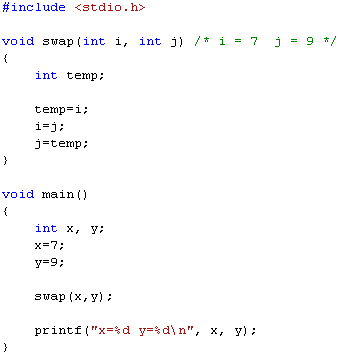 #include <stdio.h>
void swap(int i, int j) /* i = 7  j = 9 */
{
    int temp;
    temp=i;
    i=j;
    j=temp;
}
void main()
{
    int x, y;
    x=7;
    y=9;
    swap(x,y);
    printf("x=%d y=%d\n", x, y);
}